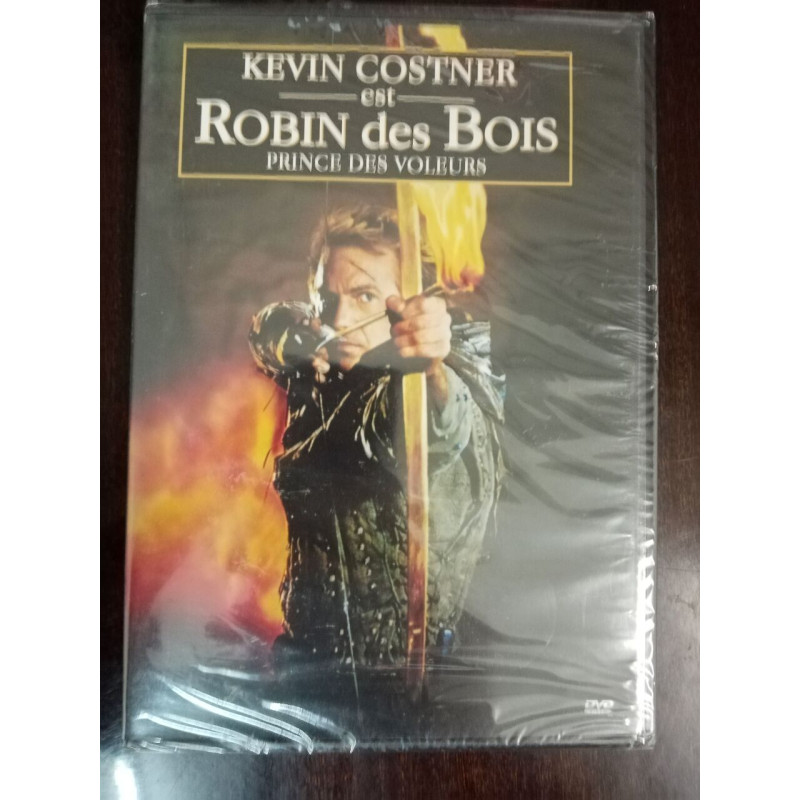 KEVIN COSTNER
est
ROBIN des BOIS
PRINCE DES VOLEURS
DVD